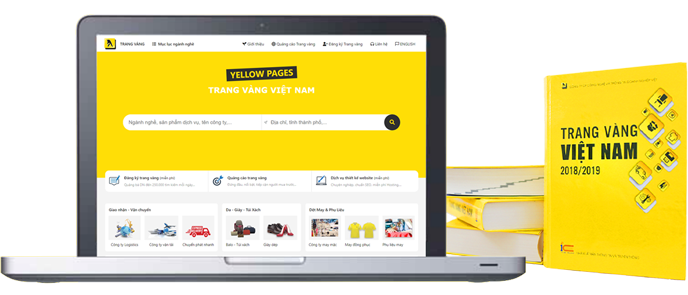 TRANG VÀNG
Mục lục ngành nghề
Giới thiệu
Quảng cáo Trang vàng
Đăng ký Trang vàng
Liên hệ
ENGLISH
YELLOW PAGES
TRANG VÀNG VIỆT NAM
Ngành nghề, sản phẩm dịch vụ, tên công ty,...
Địa chỉ, tỉnh thành phố,...
Đăng ký trang vàng (miễn phí)
Quảng cáo trang vàng
Dịch vụ thiết kế website (miễn phí)
Giao nhận - Vận chuyển
Công ty Logistics
Công ty vận tải
Chuyển phát nhanh
Da - Giày - Túi Xách
Balo - Túi xách
Giày dép
Dệt May & Phụ Liệu
Công ty may mặc
Máy đồng phục
Phụ liệu may
TRANG VÀNG
VIỆT NAM
2018/2019